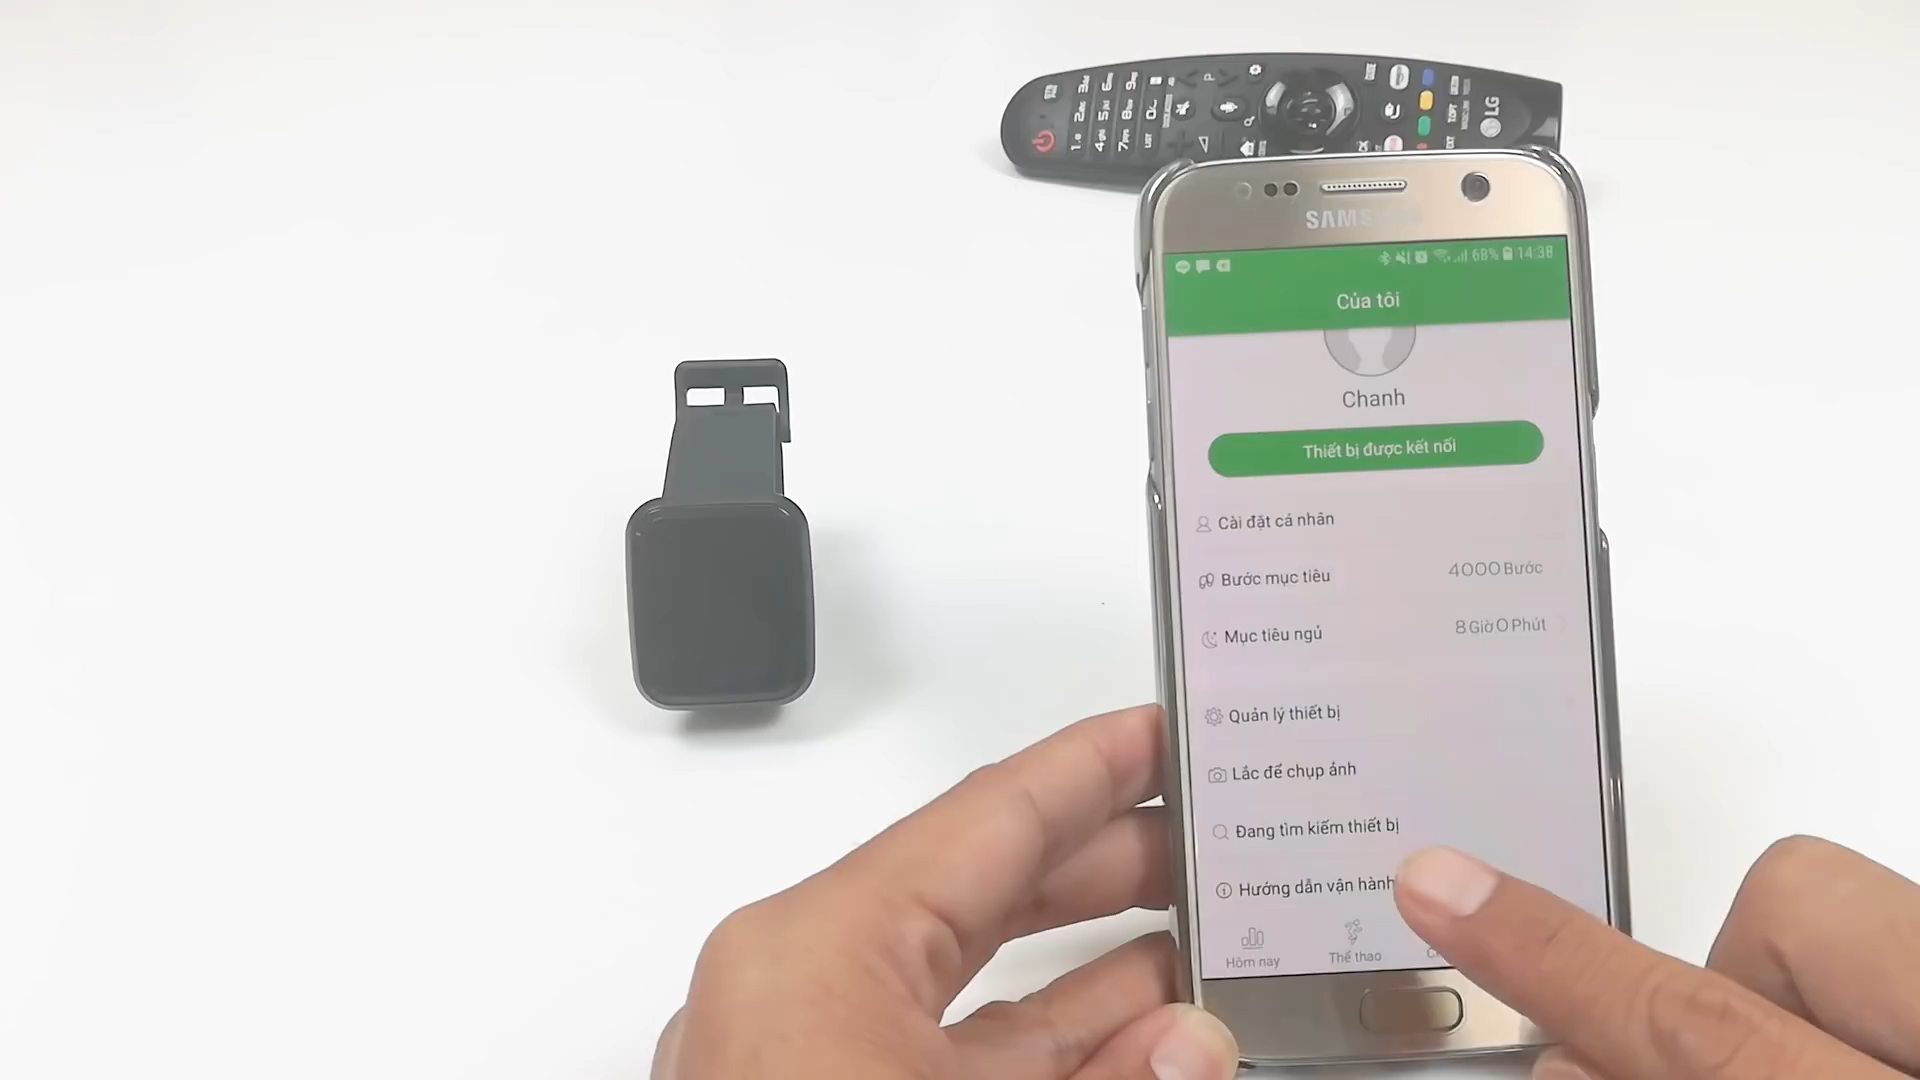 LG
SAMSUNG
68% 14:38
Của tôi
Chanh
Thiết bị được kết nối
Cài đặt cá nhân
Bước mục tiêu 4000 Bước
Mục tiêu ngủ 8 Giờ 0 Phút
Quản lý thiết bị
Lắc để chụp ảnh
Đang tìm kiếm thiết bị
Hướng dẫn vận hành
Hôm nay Thể thao